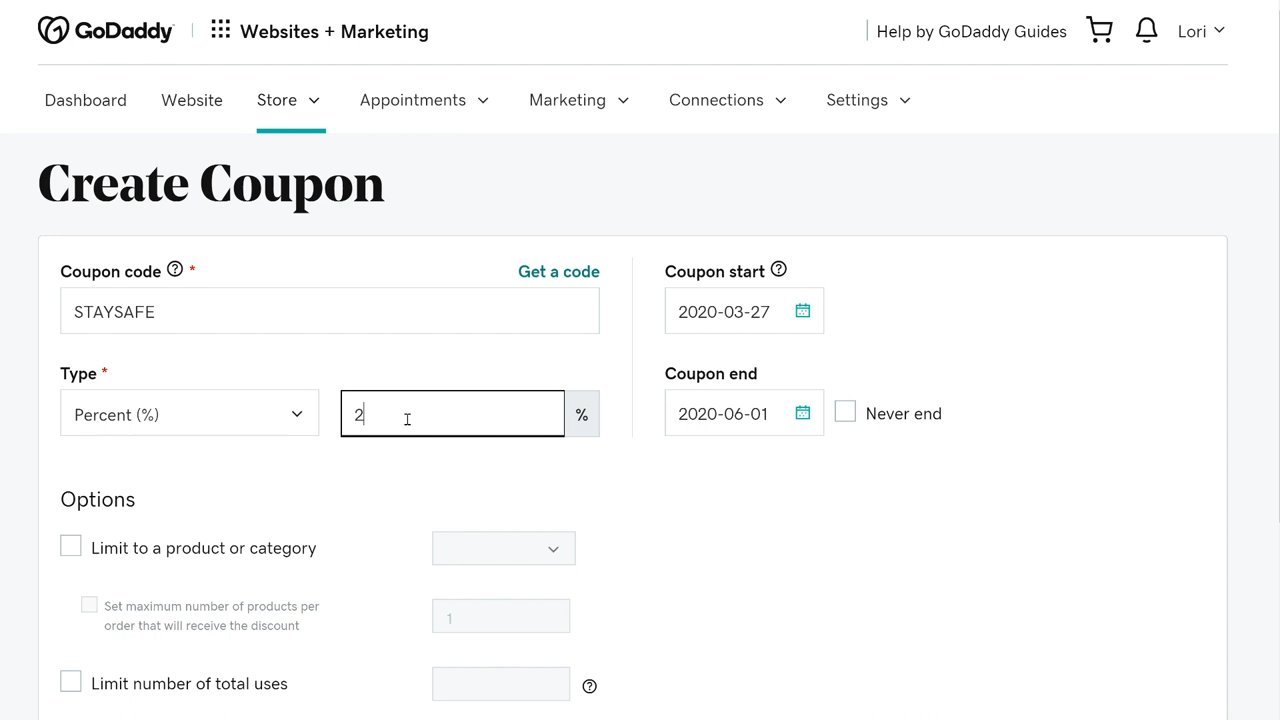 GoDaddy Websites + Marketing Help by GoDaddy Guides Lori
Dashboard Website Store Appointments Marketing Connections Settings
Create Coupon
Coupon code ? * Get a code Coupon start ?
STAYSAFE 2020-03-27
Type * Coupon end
Percent (%) 2 % 2020-06-01 Never end
Options
Limit to a product or category
Set maximum number of products per
order that will receive the discount 1
Limit number of total uses ?